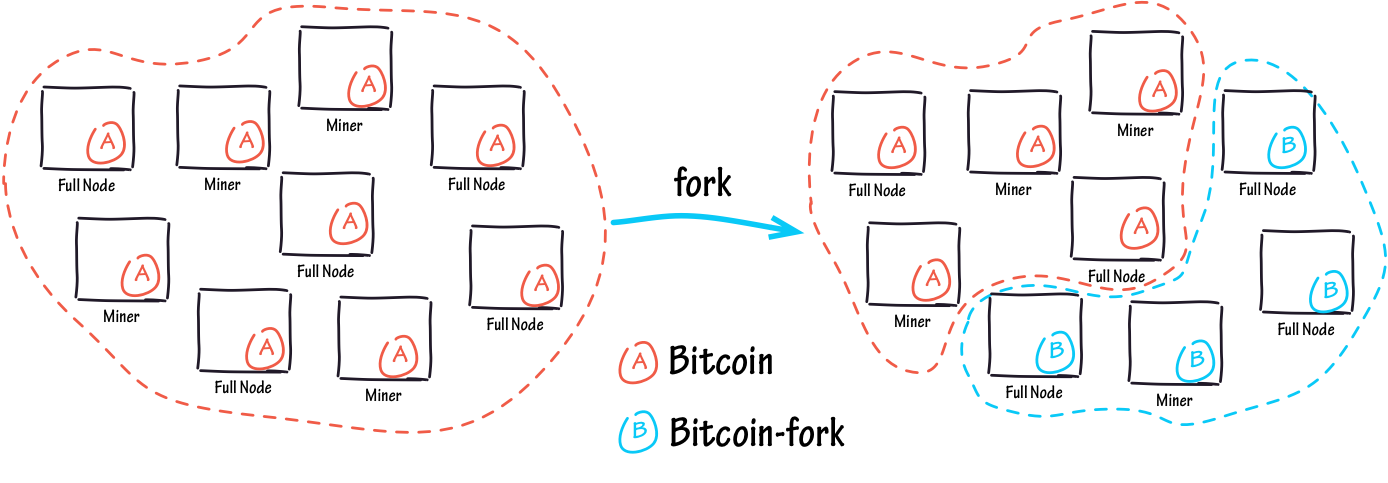 A
Miner
A
Full Node
A
Miner
A
Full Node
A
Full Node
A
Miner
A
Full Node
A
Full Node
A
Miner
fork
A
Miner
A
Full Node
A
Miner
B
Full Node
A
Full Node
A
Miner
B
Full Node
B
Full Node
B
Miner
A Bitcoin
B Bitcoin-fork